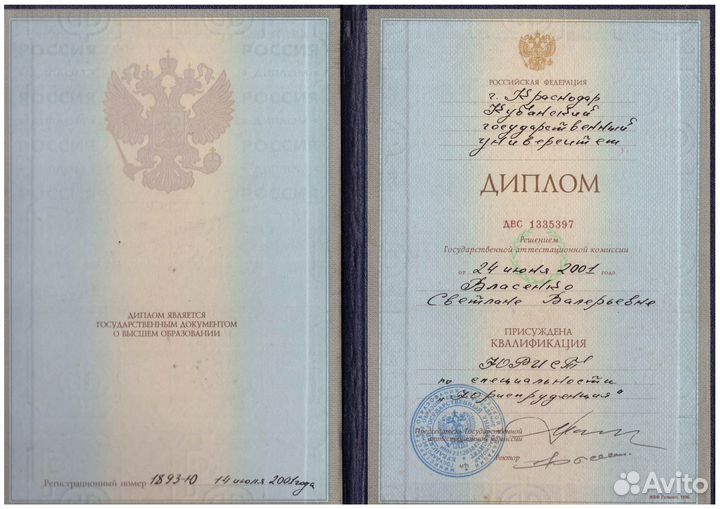 ДИПЛОМ ЯВЛЯЕТСЯ
ГОСУДАРСТВЕННЫМ ДОКУМЕНТОМ
О ВЫСШЕМ ОБРАЗОВАНИИ
Регистрационный номер 1893-Ю 14 июля 2001 года
РОССИЙСКАЯ ФЕДЕРАЦИЯ
г. Краснодар
Кубанский
государственный
университет
ДИПЛОМ
ДВС 1335397
Решением
Государственной аттестационной комиссии
от 24 июня 2001 года
Власенко
Светлане Валерьевне
ПРИСУЖДЕНА
КВАЛИФИКАЦИЯ
ЮРИСТ
по специальности
"Юриспруденция"
Председатель Государственной
аттестационной комиссии
Ректор
Avito